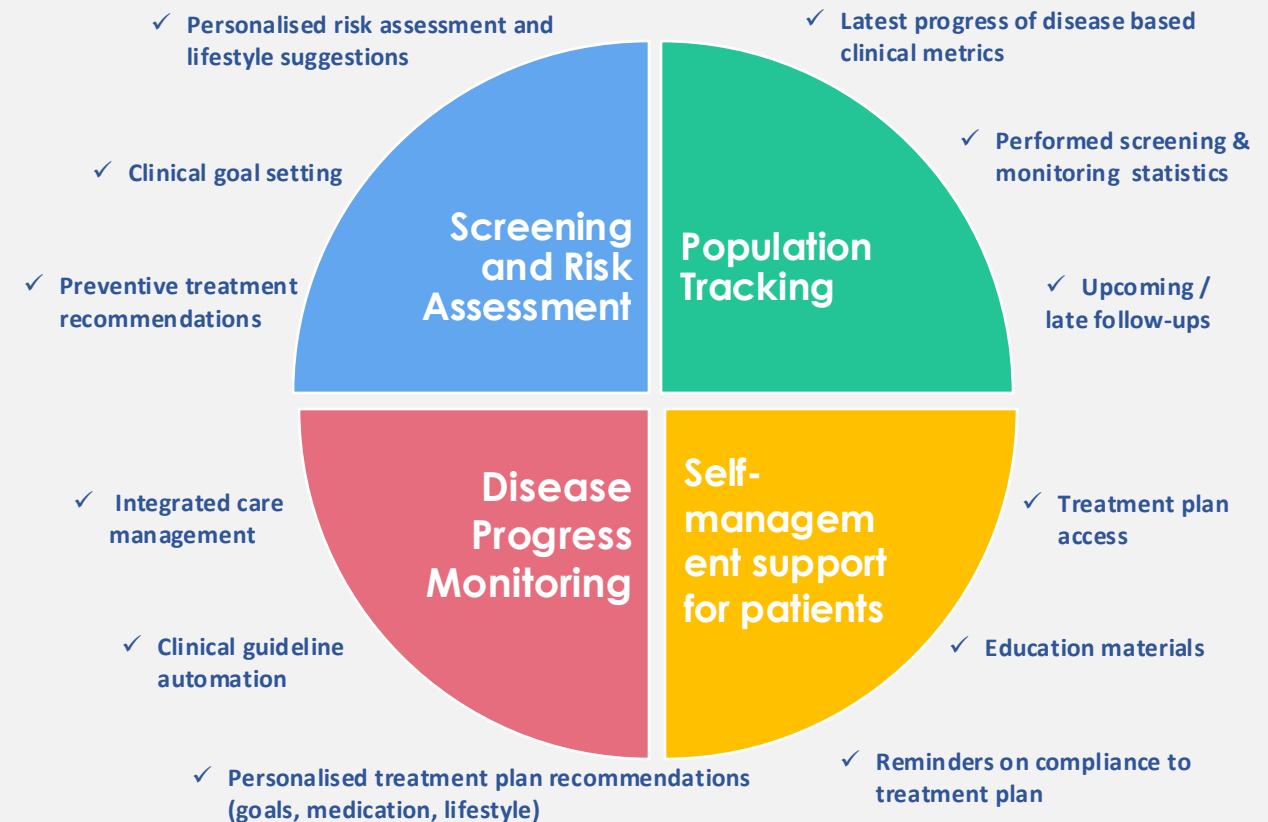 ✓ Personalised risk assessment and
lifestyle suggestions
✓ Clinical goal setting
✓ Preventive treatment
recommendations
Screening
and Risk
Assessment
✓ Latest progress of disease based
clinical metrics
✓ Performed screening &
monitoring statistics
✓ Upcoming /
late follow-ups
Population
Tracking
✓ Integrated care
management
✓ Clinical guideline
automation
✓ Personalised treatment plan recommendations
(goals, medication, lifestyle)
Disease
Progress
Monitoring
Self-
managem
ent support
for patients
✓ Treatment plan
access
✓ Education materials
✓ Reminders on compliance to
treatment plan